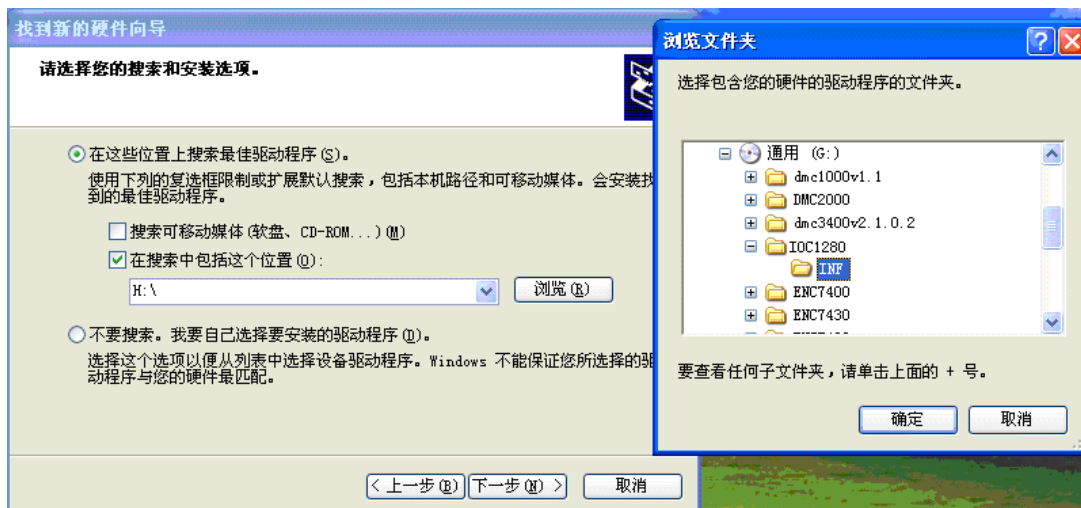 找到新的硬件向导
请选择您的搜索和安装选项。
在这些位置上搜索最佳驱动程序(S)。
使用下列的复选框限制或扩展默认搜索，包括本机路径和可移动媒体。会安装找
到的最佳驱动程序。
搜索可移动媒体(软盘、CD-ROM...)(M)
在搜索中包括这个位置(O):
H:\
浏览(R)
不要搜索。我要自己选择要安装的驱动程序(D)。
选择这个选项以便从列表中选择设备驱动程序。Windows 不能保证您所选择的驱
动程序与您的硬件最匹配。
< 上一步(B)
下一步(N) >
取消
浏览文件夹
选择包含您的硬件的驱动程序的文件夹。
通用 (G:)
dmc1000v1.1
DMC2000
dmc3400v2.1.0.2
IOC1280
INF
ENC7400
ENC7430
要查看任何子文件夹，请单击上面的 + 号。
确定
取消